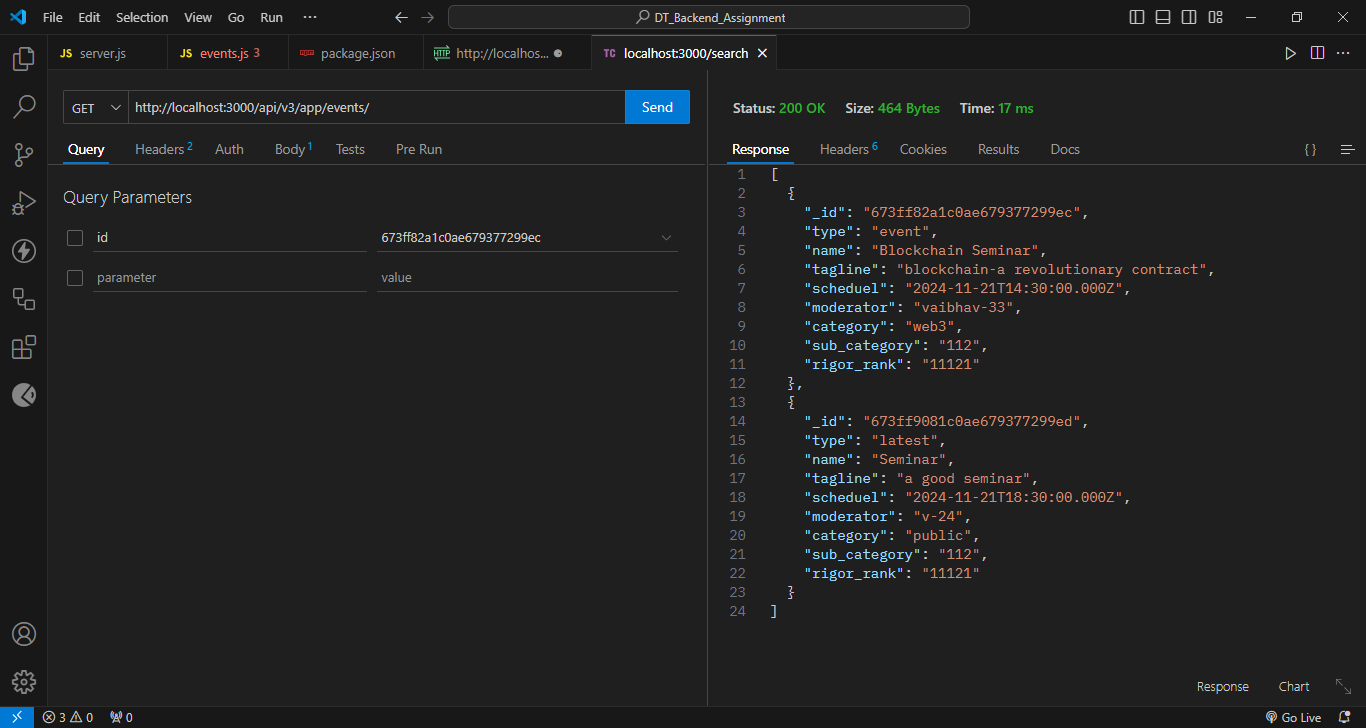 File Edit Selection View Go Run ··· DT_Backend_Assignment
JS server.js JS events.js 3 package.json HTTP http://localhos... TC localhost:3000/search
GET http://localhost:3000/api/v3/app/events/ Send
Status: 200 OK Size: 464 Bytes Time: 17 ms
Query Headers 2 Auth Body 1 Tests Pre Run
Response Headers 6 Cookies Results Docs { }
Query Parameters
id 673ff82a1c0ae679377299ec
parameter value
1 [
2 {
3 "_id": "673ff82a1c0ae679377299ec",
4 "type": "event",
5 "name": "Blockchain Seminar",
6 "tagline": "blockchain-a revolutionary contract",
7 "scheduel": "2024-11-21T14:30:00.000Z",
8 "moderator": "vaibhav-33",
9 "category": "web3",
10 "sub_category": "112",
11 "rigor_rank": "11121"
12 },
13 {
14 "_id": "673ff9081c0ae679377299ed",
15 "type": "latest",
16 "name": "Seminar",
17 "tagline": "a good seminar",
18 "scheduel": "2024-11-21T18:30:00.000Z",
19 "moderator": "v-24",
20 "category": "public",
21 "sub_category": "112",
22 "rigor_rank": "11121"
23 }
24 ]
Response Chart
3 0 0 Go Live